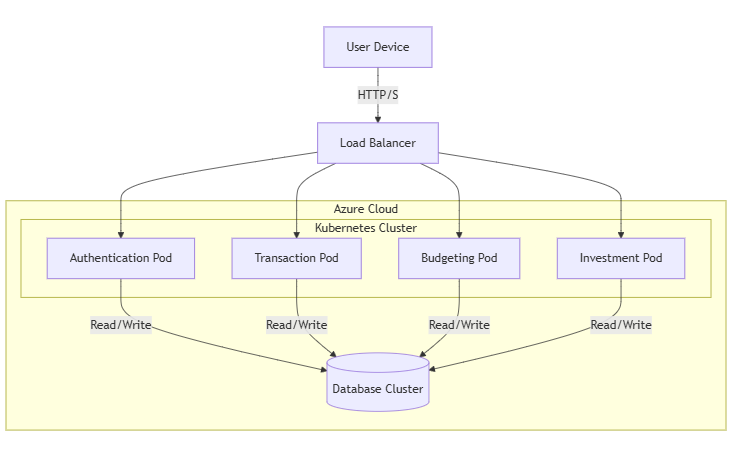 User Device
HTTP/S
Load Balancer
Azure Cloud
Kubernetes Cluster
Authentication Pod
Transaction Pod
Budgeting Pod
Investment Pod
Read/Write
Read/Write
Read/Write
Read/Write
Database Cluster